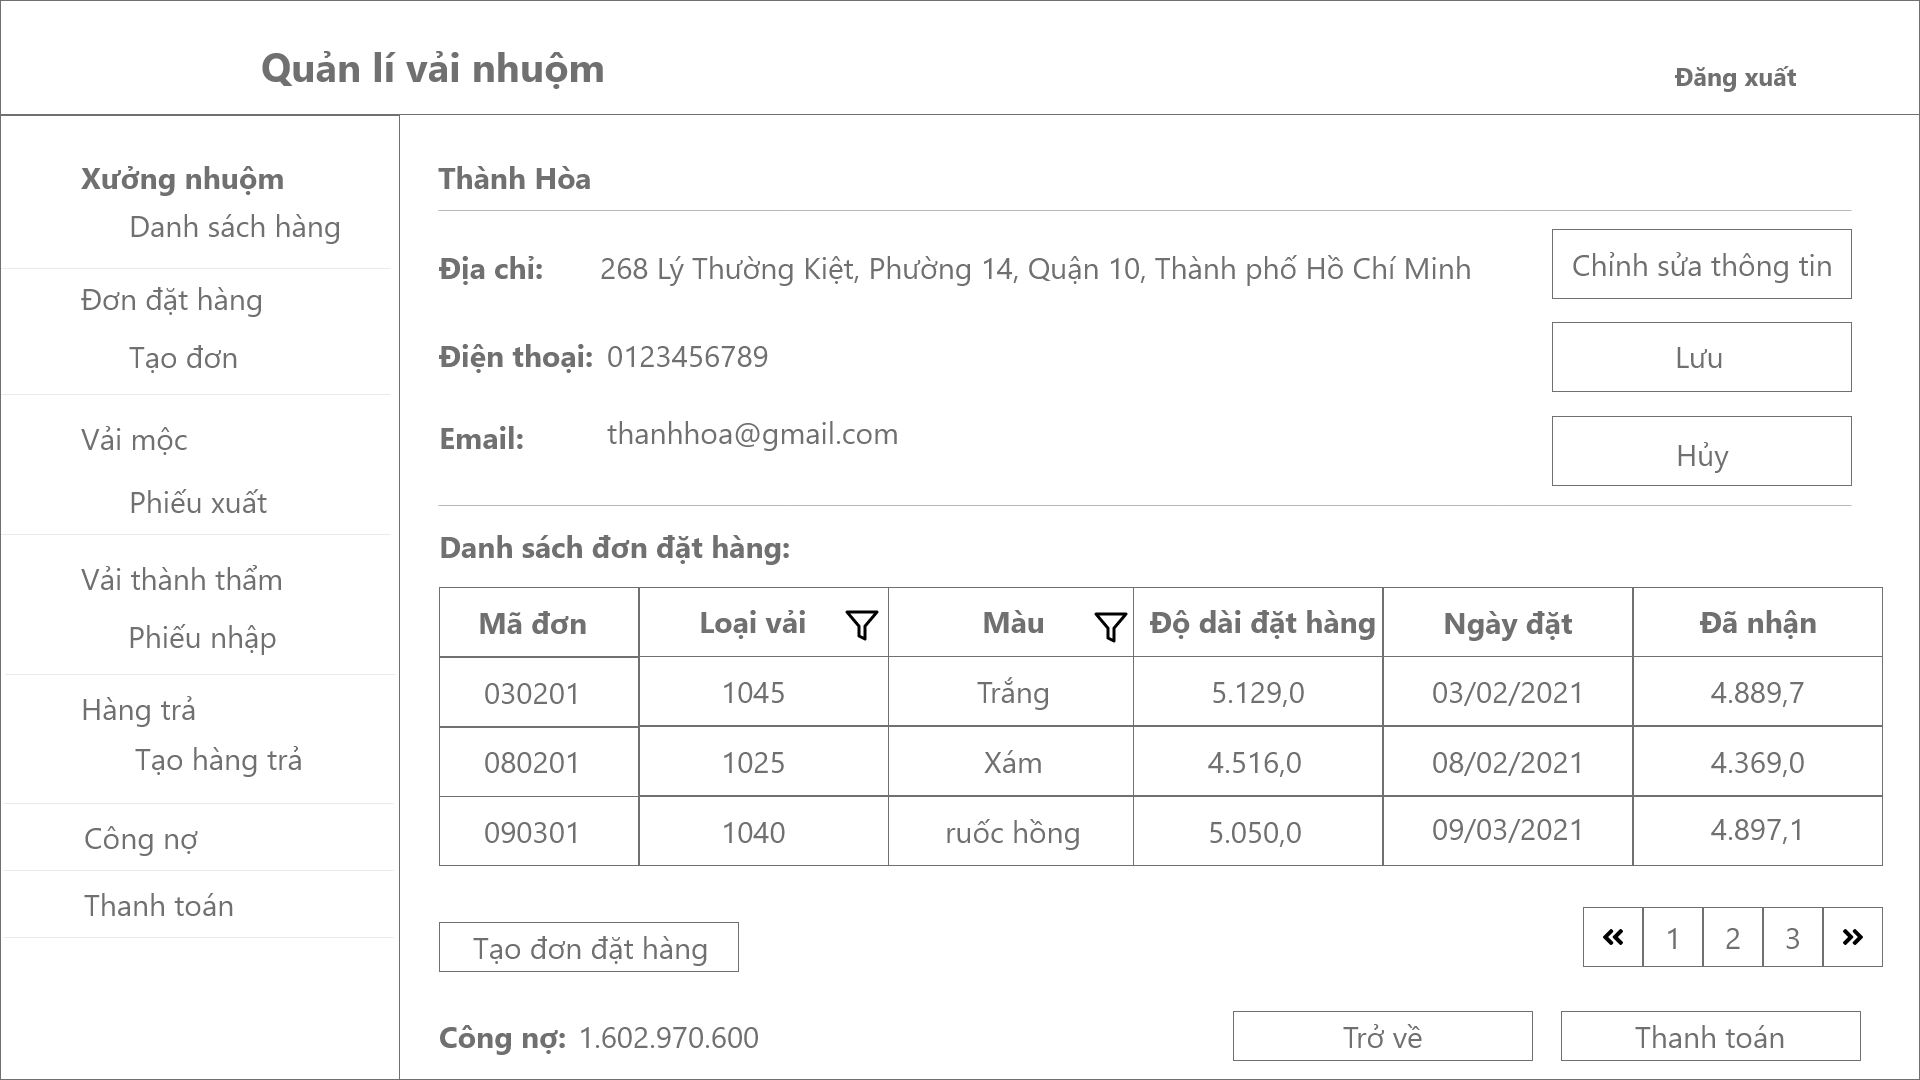 Quản lí vải nhuộm
Đăng xuất
Xưởng nhuộm
Danh sách hàng
Đơn đặt hàng
Tạo đơn
Vải mộc
Phiếu xuất
Vải thành thẩm
Phiếu nhập
Hàng trả
Tạo hàng trả
Công nợ
Thanh toán
Thành Hòa
Địa chỉ: 268 Lý Thường Kiệt, Phường 14, Quận 10, Thành phố Hồ Chí Minh
Chỉnh sửa thông tin
Điện thoại: 0123456789
Lưu
Email: thanhhoa@gmail.com
Hủy
Danh sách đơn đặt hàng:
Mã đơn Loại vải Màu Độ dài đặt hàng Ngày đặt Đã nhận
030201 1045 Trắng 5.129,0 03/02/2021 4.889,7
080201 1025 Xám 4.516,0 08/02/2021 4.369,0
090301 1040 ruốc hồng 5.050,0 09/03/2021 4.897,1
Tạo đơn đặt hàng
« 1 2 3 »
Công nợ: 1.602.970.600
Trở về
Thanh toán